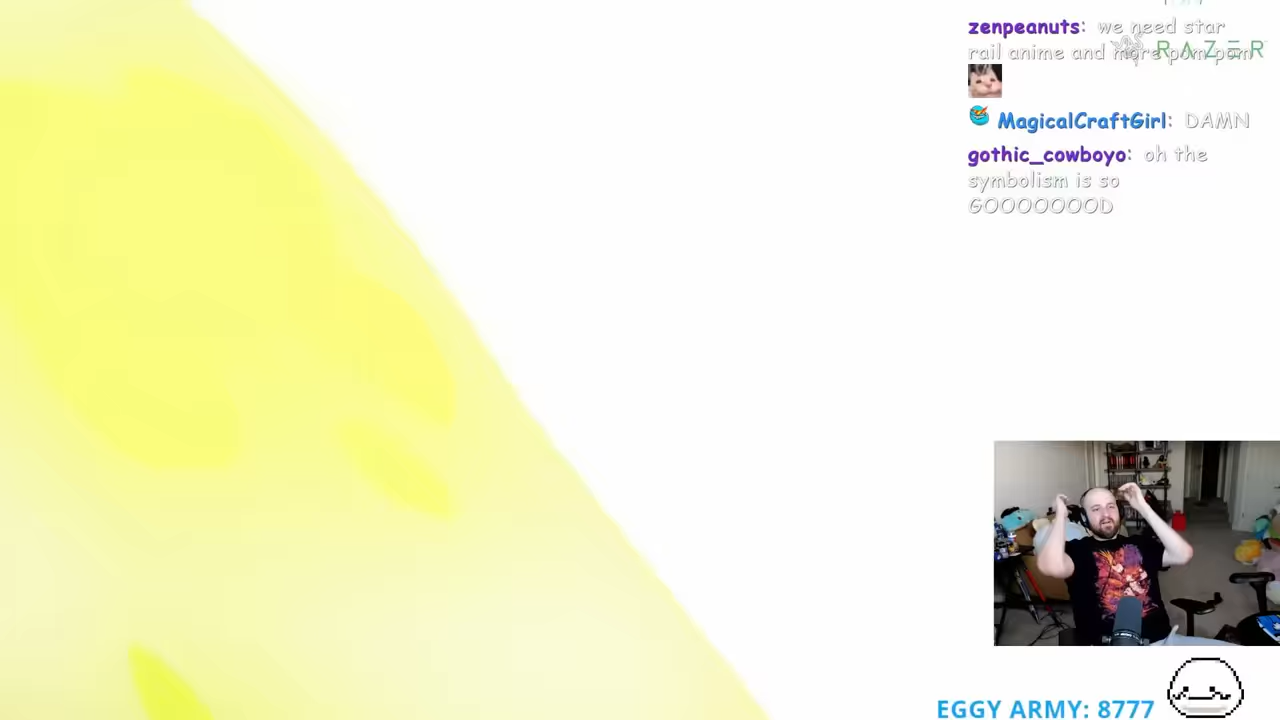 zenpeanuts: we need star
rail anime and more pom pom
RAZER
MagicalCraftGirl: DAMN
gothic_cowboyo: oh the
symbolism is so
GOOOOOOOD
EGGY ARMY: 8777